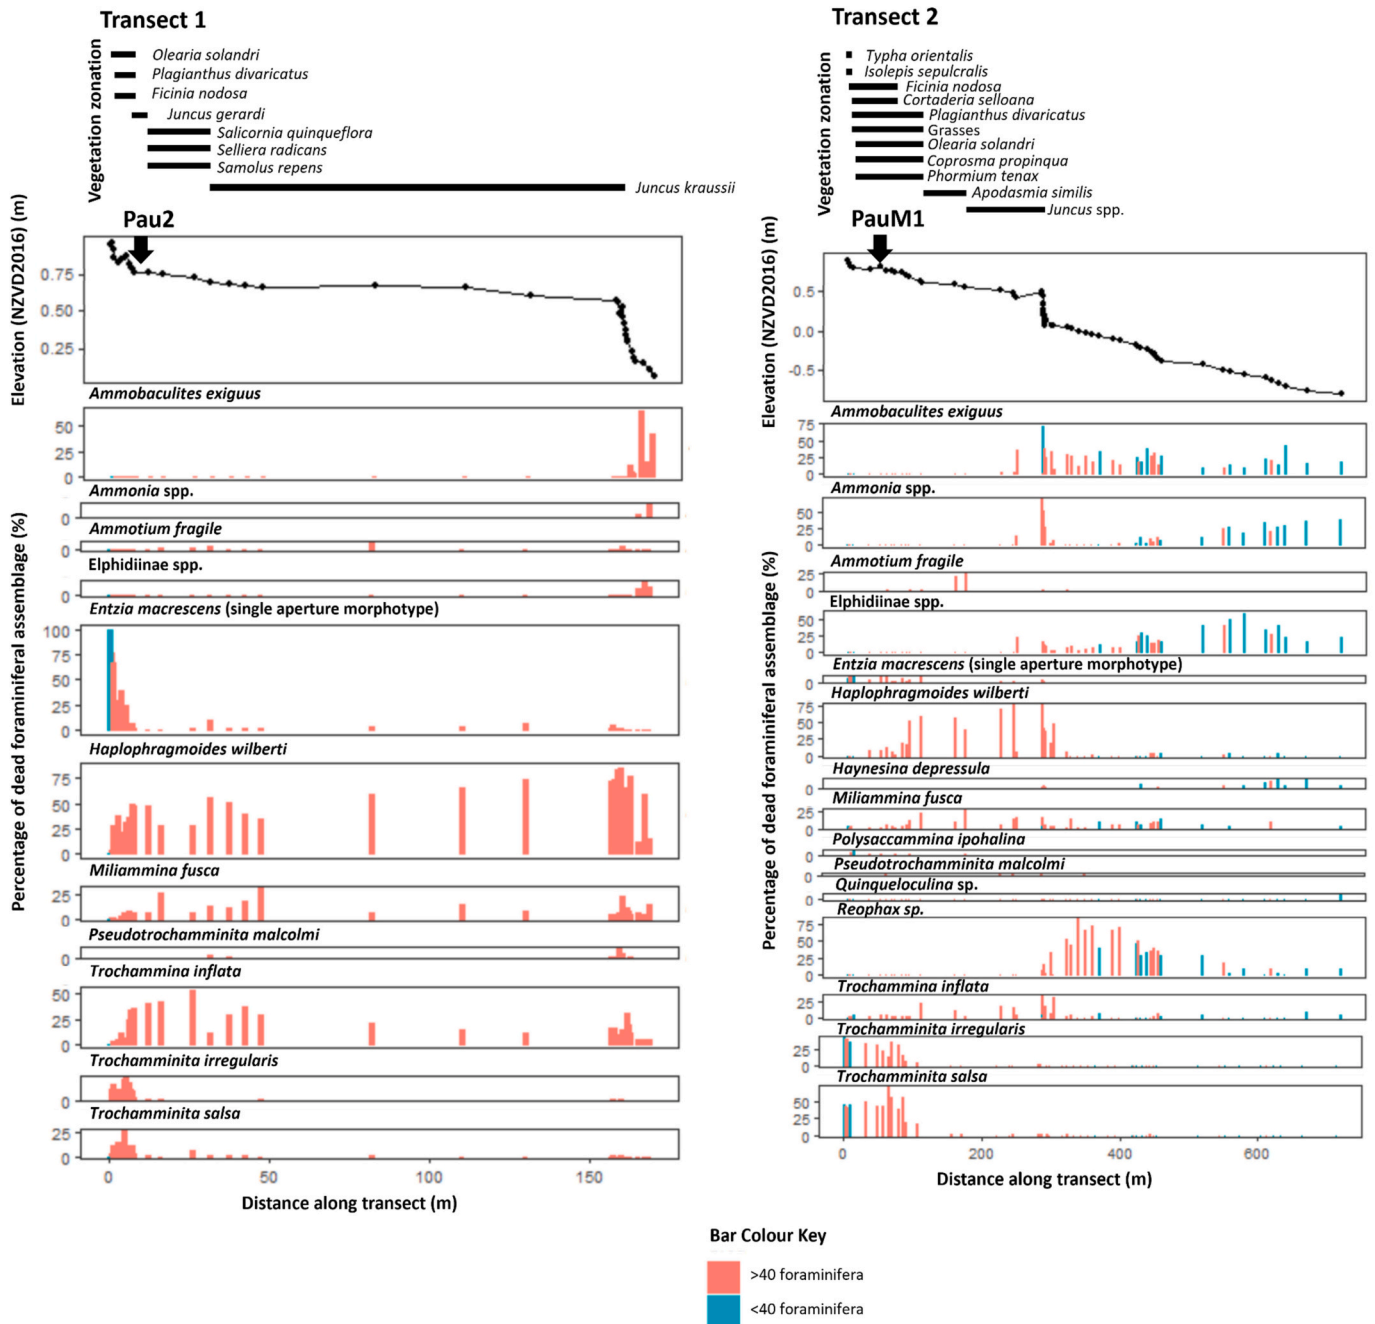 Transect 1
Vegetation zonation
Olearia solandri
Plagianthus divaricatus
Ficinia nodosa
Juncus gerardi
Salicornia quinqueflora
Selliera radicans
Samolus repens
Juncus kraussii
Pau2
Elevation (NZVD2016) (m)
0.75
0.50
0.25
Percentage of dead foraminiferal assemblage (%)
Ammobaculites exiguus
50
25
0
Ammonia spp.
0
Ammotium fragile
0
Elphidiinae spp.
0
Entzia macrescens (single aperture morphotype)
100
75
50
25
0
Haplophragmoides wilberti
75
50
25
0
Miliammina fusca
25
0
Pseudotrochamminita malcolmi
0
Trochammina inflata
50
25
0
Trochamminita irregularis
0
Trochamminita salsa
25
0
0 50 100 150
Distance along transect (m)
Transect 2
Vegetation zonation
Typha orientalis
Isolepis sepulcralis
Ficinia nodosa
Cortaderia selloana
Plagianthus divaricatus
Grasses
Olearia solandri
Coprosma propinqua
Phormium tenax
Apodasmia similis
Juncus spp.
PauM1
Elevation (NZVD2016) (m)
0.5
0.0
-0.5
Percentage of dead foraminiferal assemblage (%)
Ammobaculites exiguus
75
50
25
0
Ammonia spp.
50
25
0
Ammotium fragile
25
0
Elphidiinae spp.
50
25
0
Entzia macrescens (single aperture morphotype)
0
Haplophragmoides wilberti
75
50
25
0
Haynesina depressula
0
Miliammina fusca
25
0
Polysaccammina ipohalina
0
Pseudotrochamminita malcolmi
0
Quinqueloculina sp.
0
Reophax sp.
75
50
25
0
Trochammina inflata
25
0
Trochamminita irregularis
25
0
Trochamminita salsa
50
25
0
0 200 400 600
Distance along transect (m)
Bar Colour Key
>40 foraminifera
<40 foraminifera